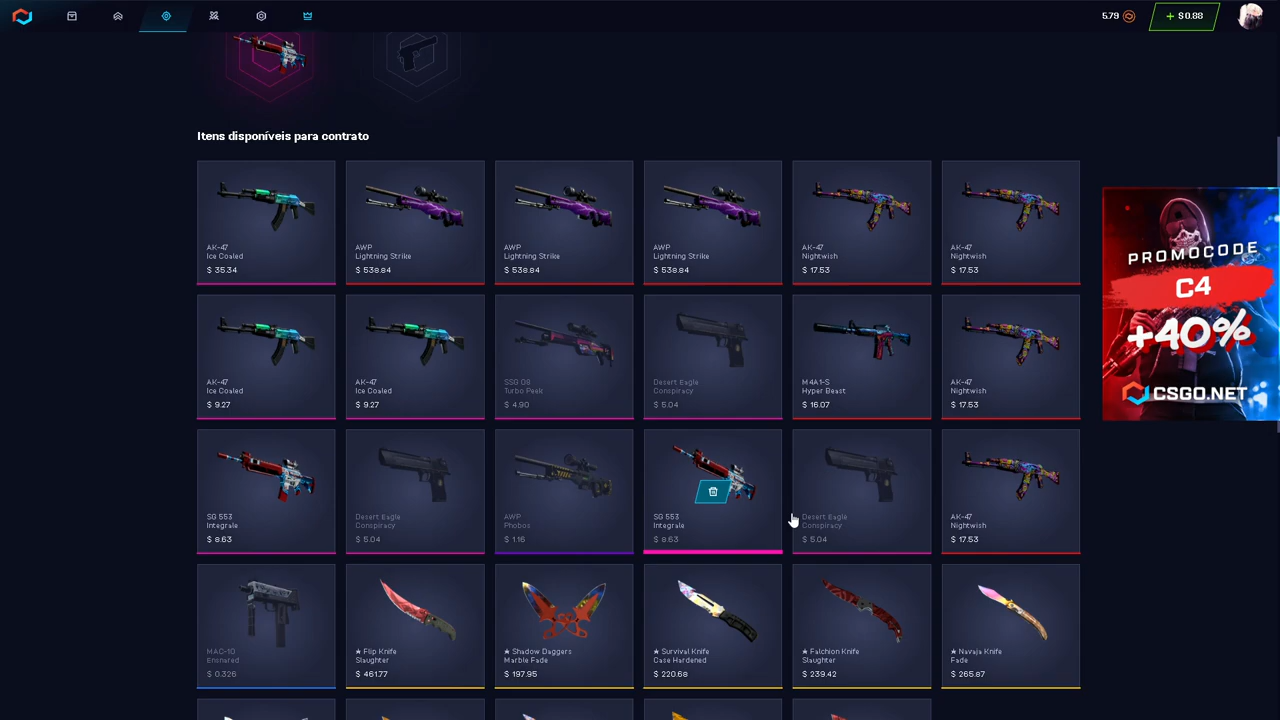 5.79
+ $ 0.88
Itens disponíveis para contrato
AK-47
Ice Coaled
$ 35.34
AWP
Lightning Strike
$ 538.84
AWP
Lightning Strike
$ 538.84
AWP
Lightning Strike
$ 538.84
AK-47
Nightwish
$ 17.53
AK-47
Nightwish
$ 17.53
AK-47
Ice Coaled
$ 9.27
AK-47
Ice Coaled
$ 9.27
SSG 08
Turbo Peek
$ 4.90
Desert Eagle
Conspiracy
$ 5.04
M4A1-S
Hyper Beast
$ 16.07
AK-47
Nightwish
$ 17.53
SG 553
Integrale
$ 8.63
Desert Eagle
Conspiracy
$ 5.04
AWP
Phobos
$ 1.16
SG 553
Integrale
$ 8.63
Desert Eagle
Conspiracy
$ 5.04
AK-47
Nightwish
$ 17.53
MAC-10
Ensnared
$ 0.326
★ Flip Knife
Slaughter
$ 461.77
★ Shadow Daggers
Marble Fade
$ 197.95
★ Survival Knife
Case Hardened
$ 220.68
★ Falchion Knife
Slaughter
$ 239.42
★ Navaja Knife
Fade
$ 265.87
PROMOCODE
C4
+40%
CSGO.NET